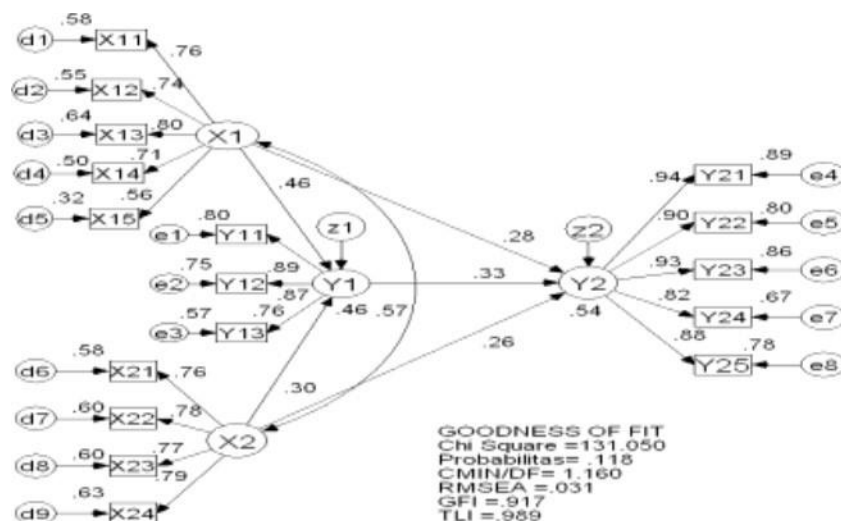 .58
d1 X11
.76
.55
d2 X12
.74
.64
d3 X13 .80 X1
.50
d4 X14 .71
.32
d5 X15 .56
.46
.28
.80
e1 Y11
z1
.75
e2 Y12 .89 Y1
.57
e3 Y13 .76 .87 .46 .57
.33
z2
Y2
.54
.94 Y21 .89 e4
.90 Y22 .80 e5
.93 Y23 .86 e6
.82 Y24 .67 e7
.88 Y25 .78 e8
.26
.30
.58
d6 X21 .76
.60
d7 X22 .78
X2
.60
d8 X23 .77
.79
.63
d9 X24
GOODNESS OF FIT
Chi Square =131.050
Probabilitas= .118
CMIN/DF= 1.160
RMSEA =.031
GFI =.917
TLI =.989